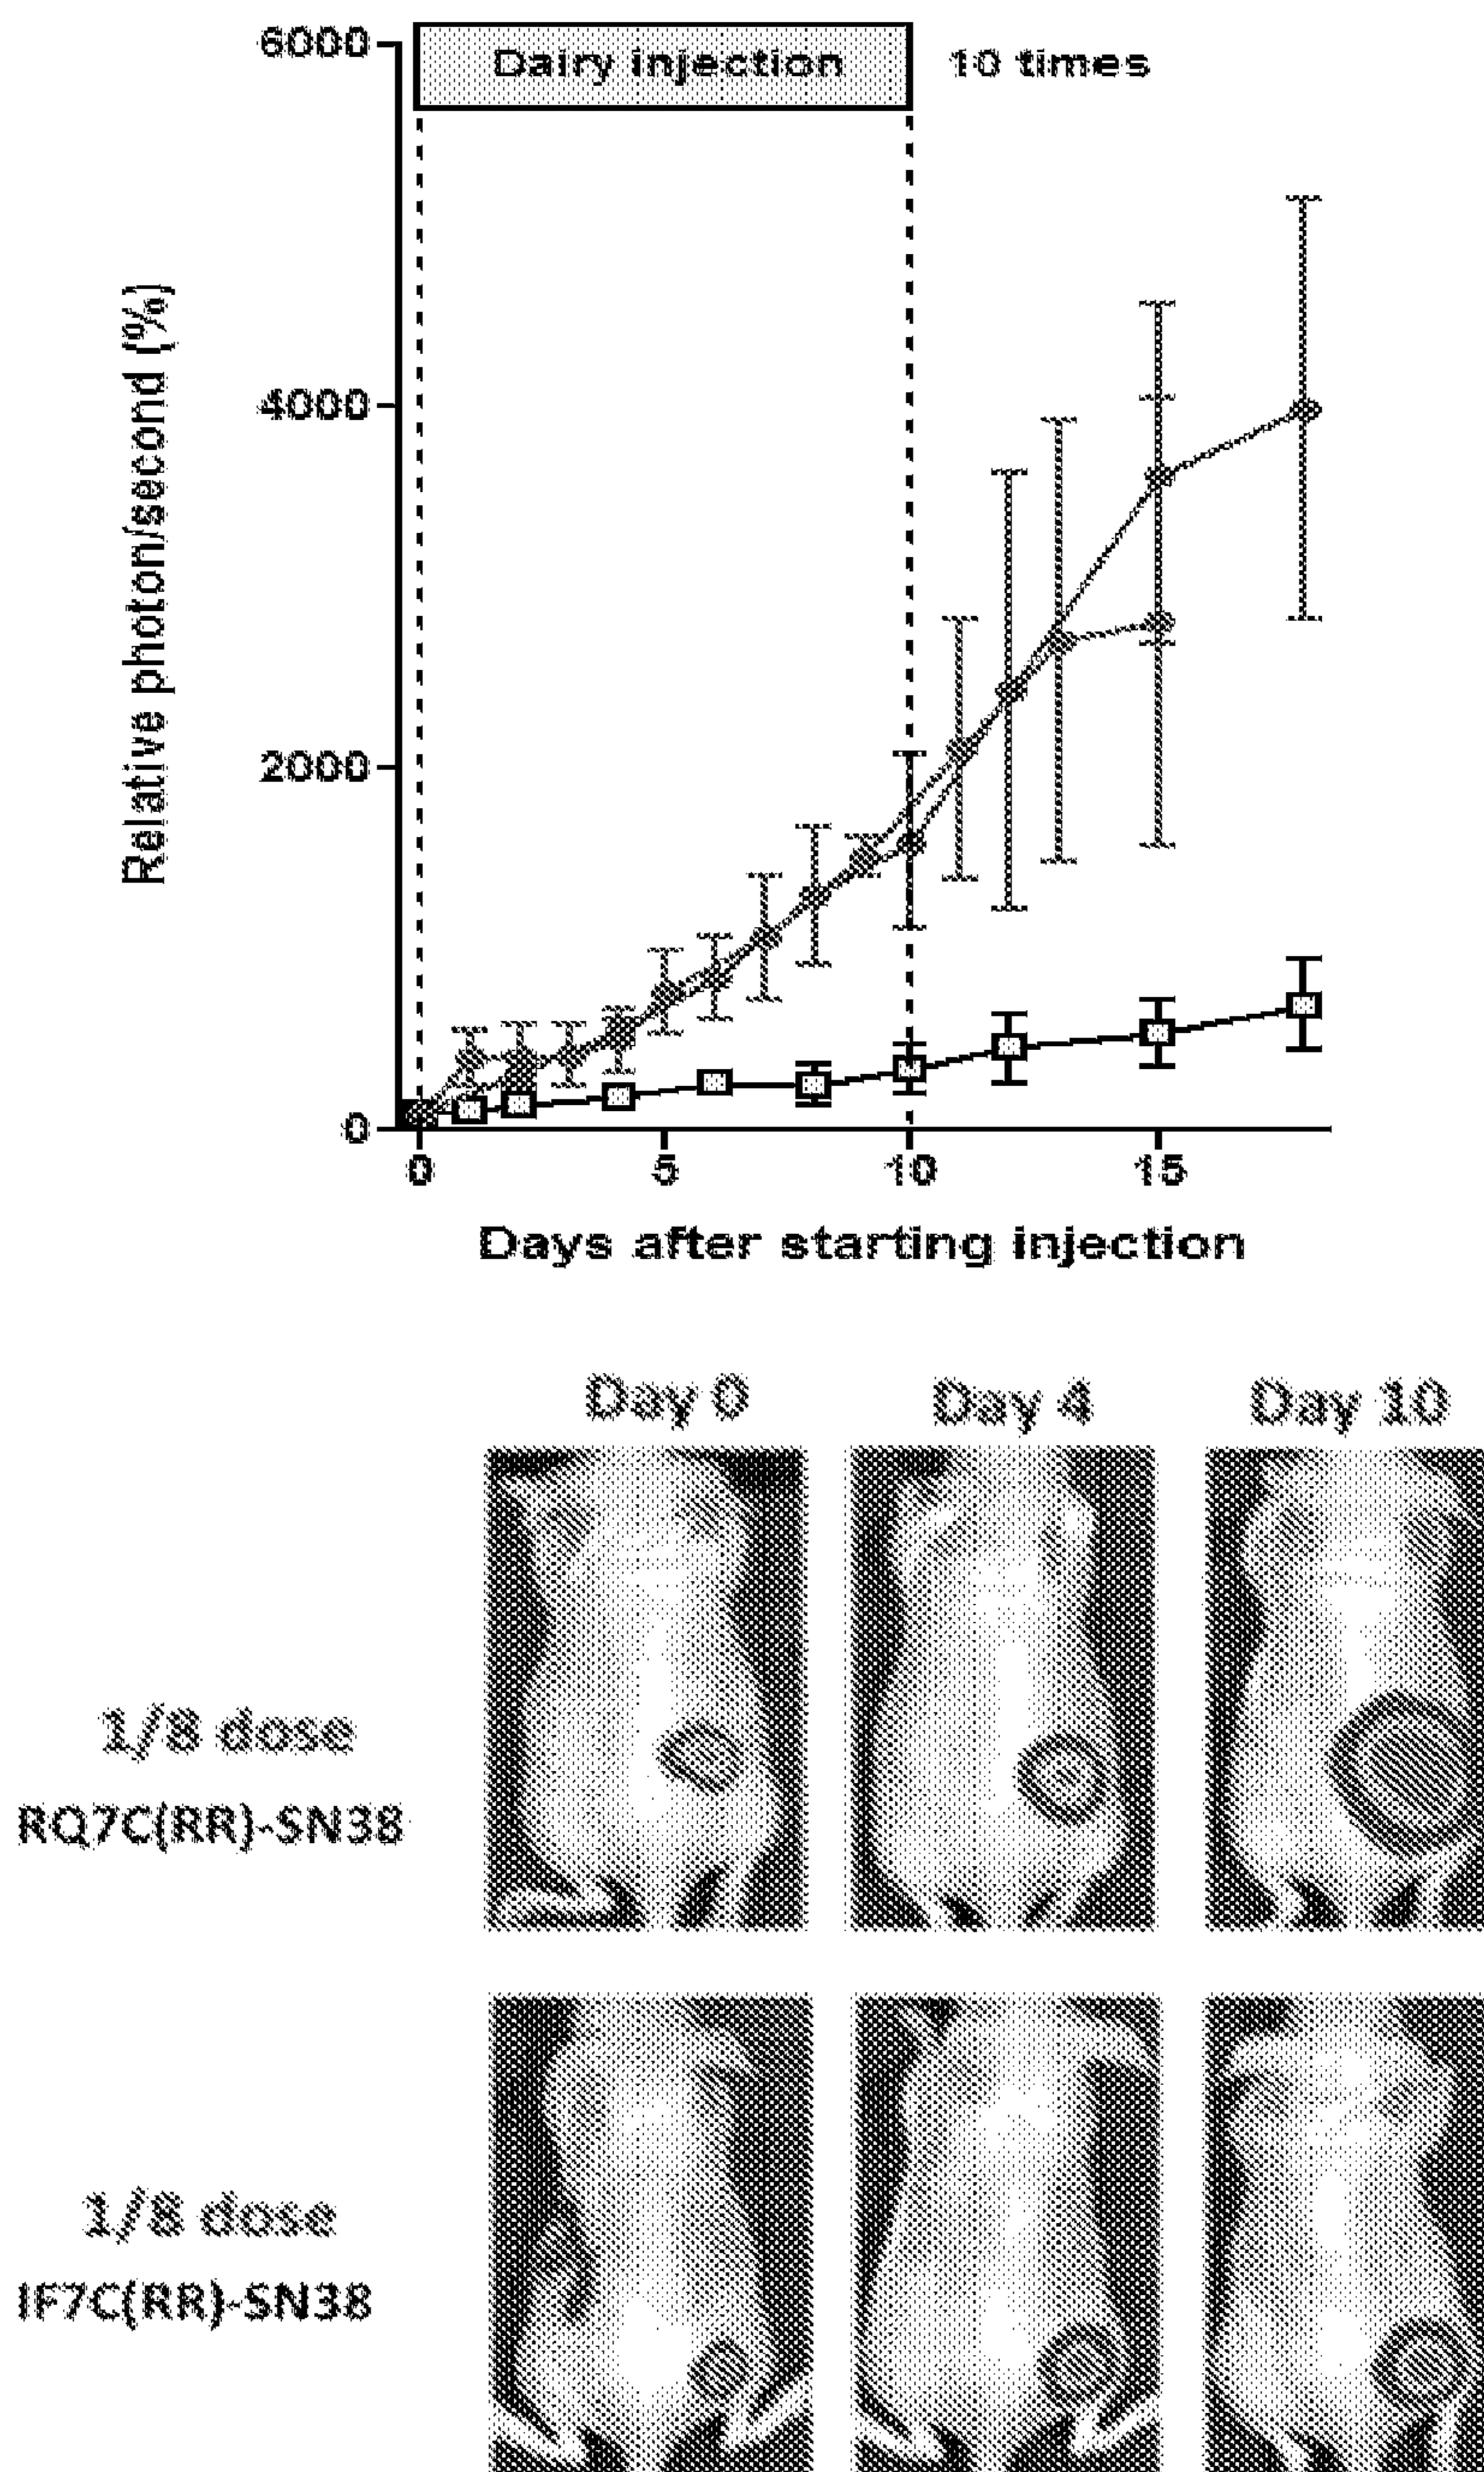 6000
Dairy injection
10 times
4000
2000
0
Relative photon/second (%)
0 5 10 15
Days after starting injection
Day 0 Day 4 Day 10
1/8 dose
RQ7C(RR)-SN38
1/8 dose
IF7C(RR)-SN38